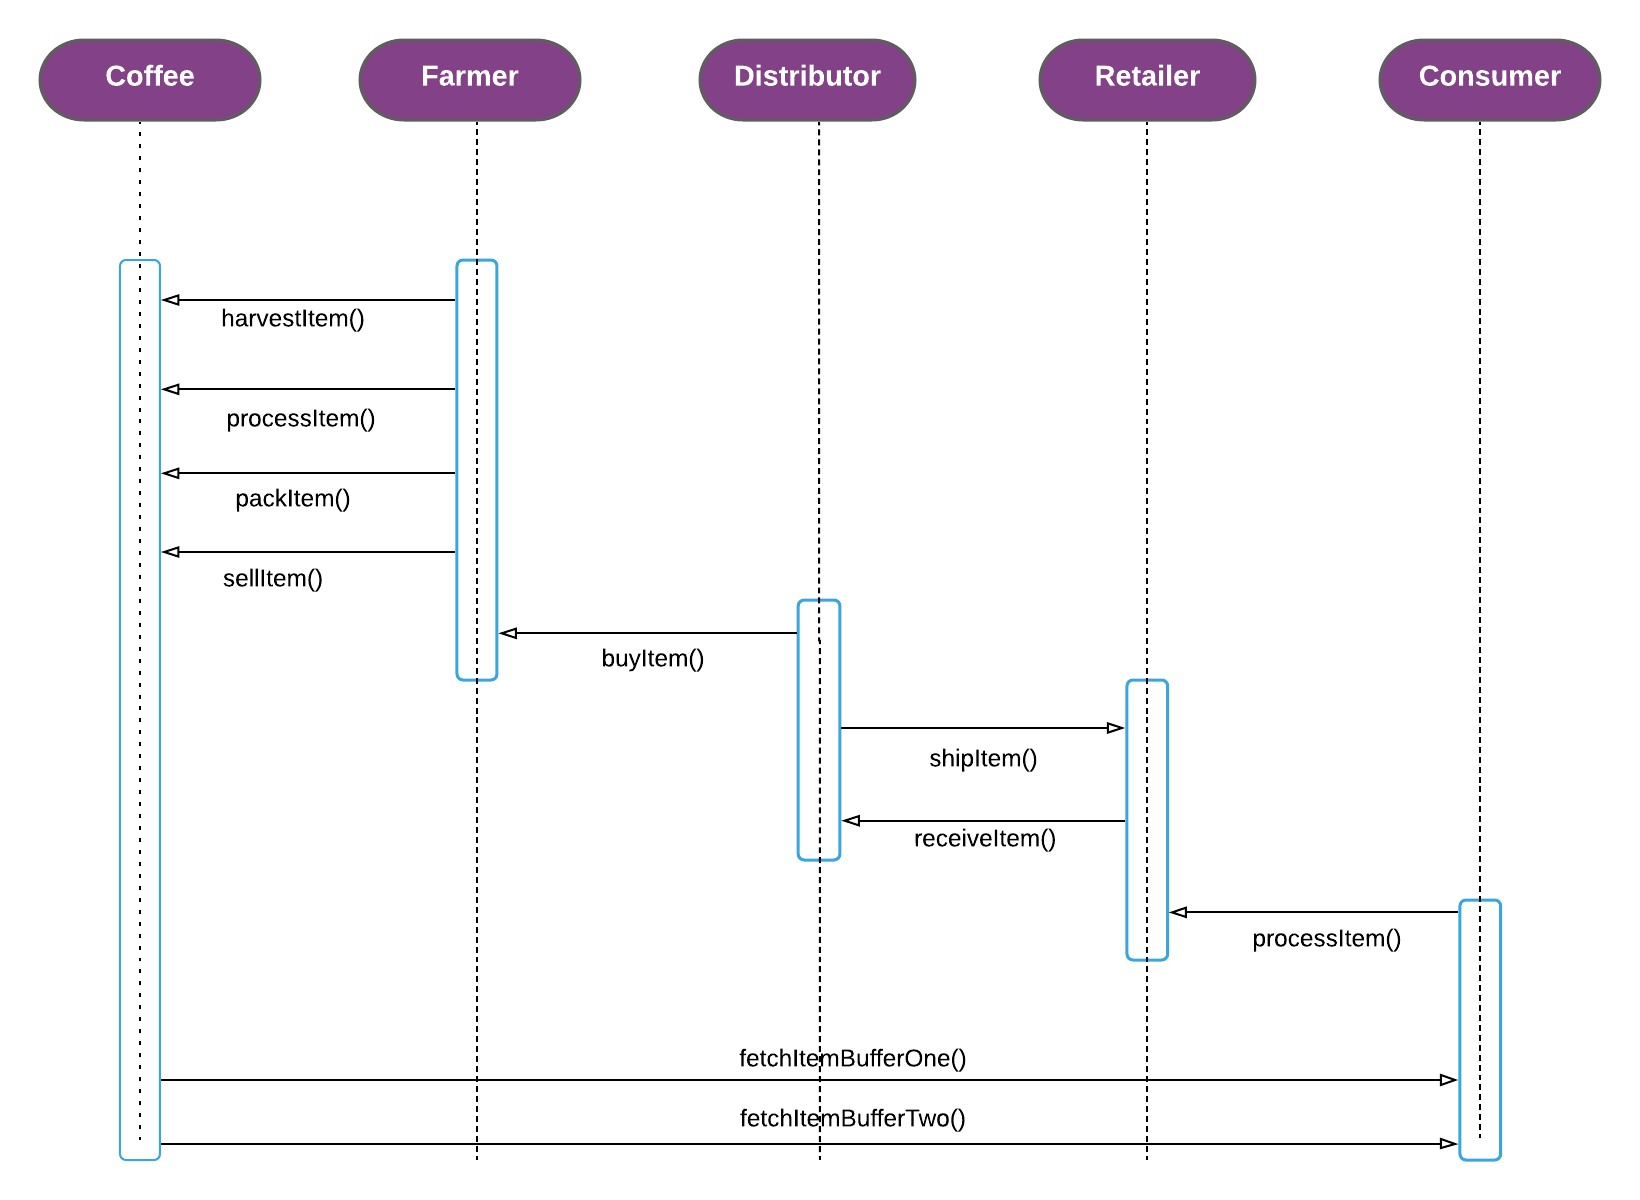 Coffee
Farmer
Distributor
Retailer
Consumer
harvestItem()
processItem()
packItem()
sellItem()
buyItem()
shipItem()
receiveItem()
processItem()
fetchItemBufferOne()
fetchItemBufferTwo()